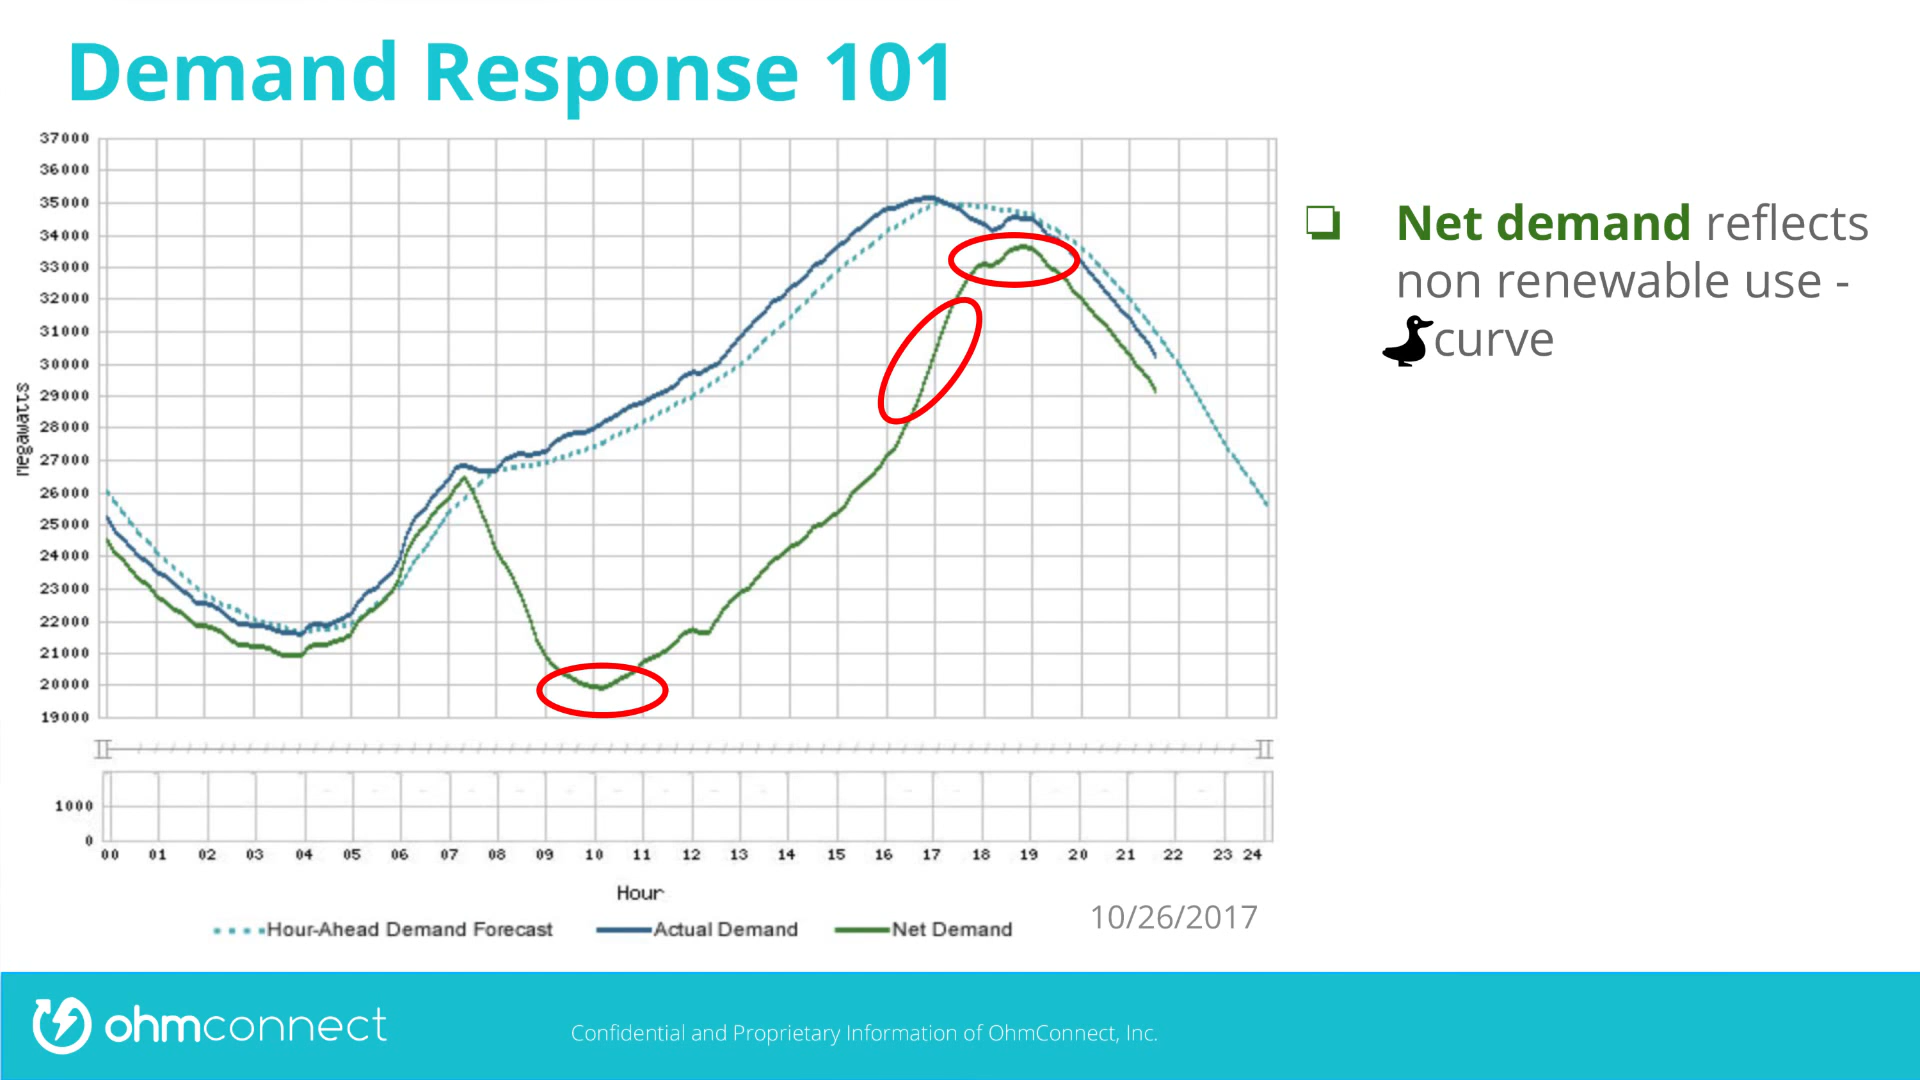 Demand Response 101
37000
36000
35000
34000
33000
32000
31000
30000
29000
28000
27000
26000
25000
24000
23000
22000
21000
20000
19000
Megawatts
1000
0
00 01 02 03 04 05 06 07 08 09 10 11 12 13 14 15 16 17 18 19 20 21 22 23 24
Hour
Hour-Ahead Demand Forecast Actual Demand Net Demand
10/26/2017
Net demand reflects
non renewable use -
curve
ohmconnect
Confidential and Proprietary Information of OhmConnect, Inc.